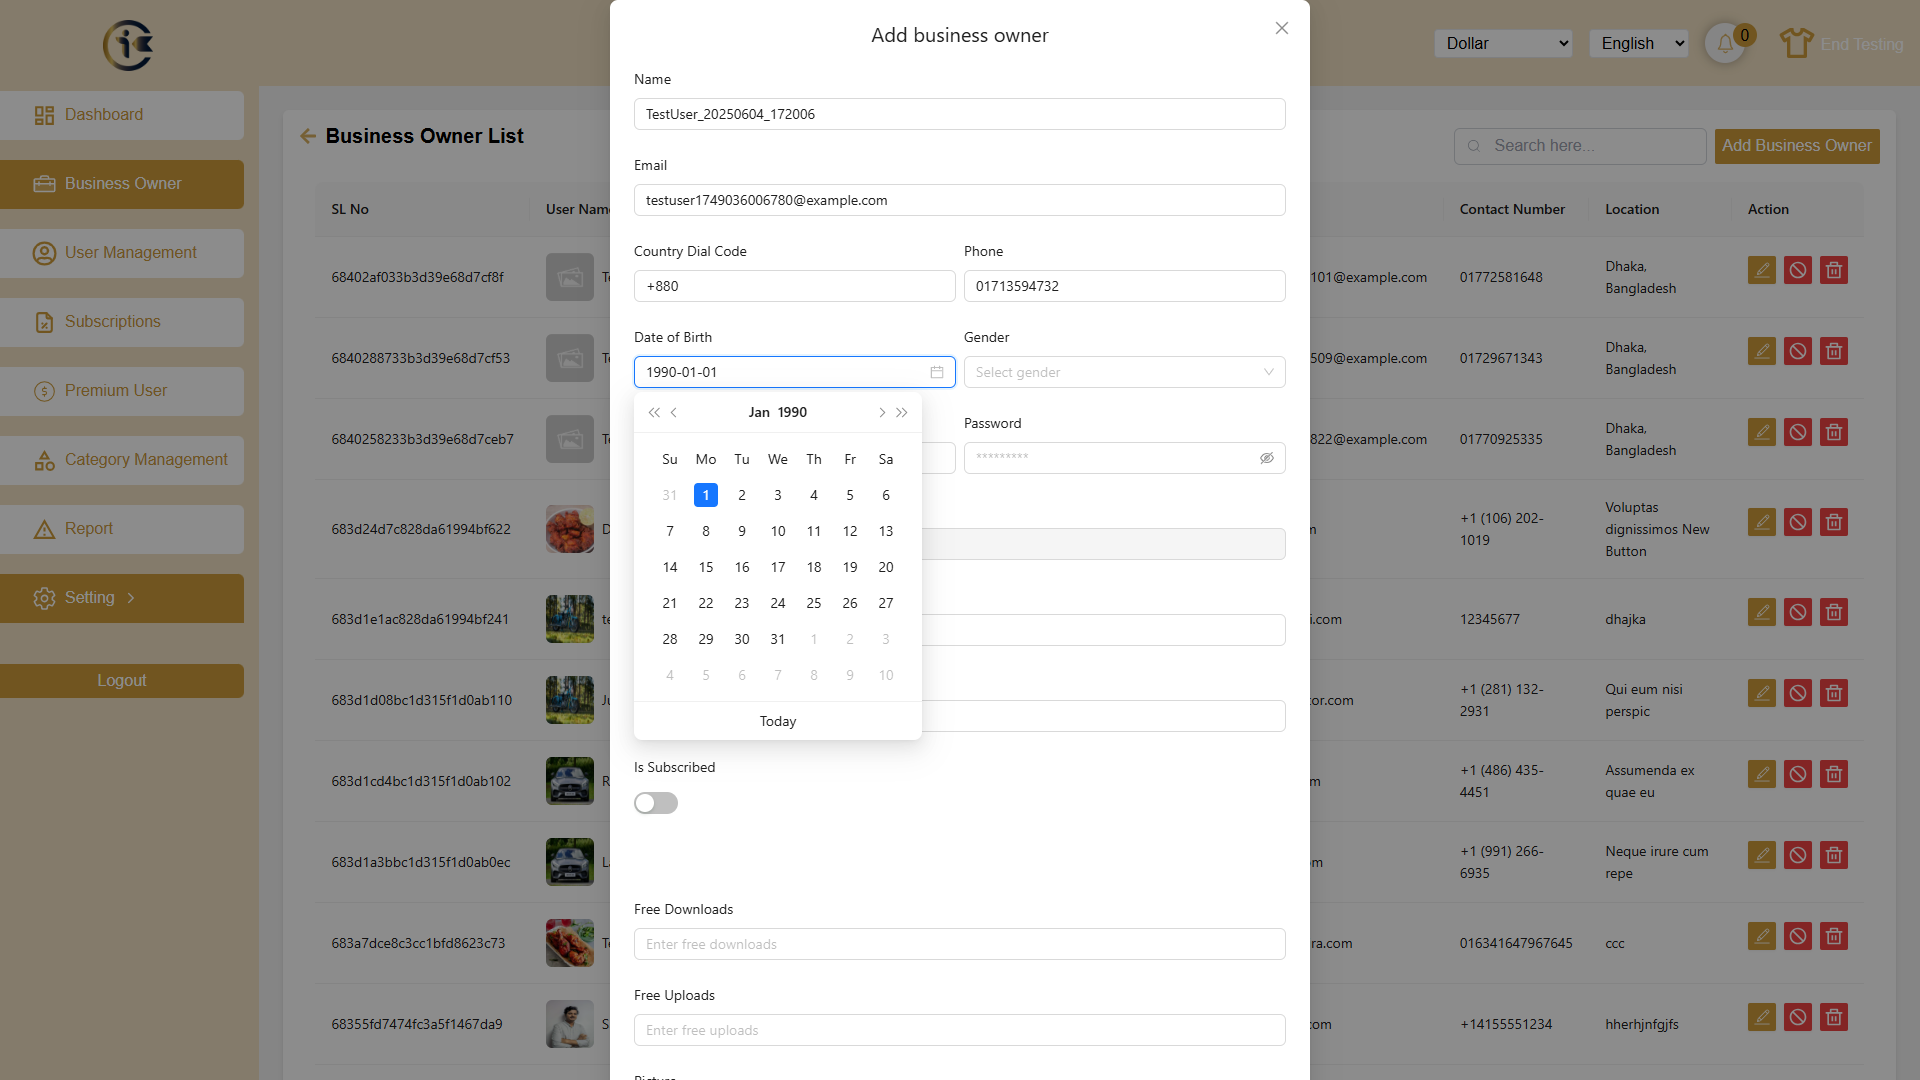 Add business owner
Dollar
English
0
End Testing
Dashboard
Business Owner
User Management
Subscriptions
Premium User
Category Management
Report
Setting
Logout
Business Owner List
Search here...
Add Business Owner
SL No
User Name
Contact Number
Location
Action
68402af033b3d39e68d7cf8f
101@example.com
01772581648
Dhaka,
Bangladesh
6840288733b3d39e68d7cf53
509@example.com
01729671343
Dhaka,
Bangladesh
6840258233b3d39e68d7ceb7
822@example.com
01770925335
Dhaka,
Bangladesh
683d24d7c828da61994bf622
D
m
+1 (106) 202-
1019
Voluptas
dignissimos New
Button
683d1e1ac828da61994bf241
te
i.com
12345677
dhajka
683d1d08bc1d315f1d0ab110
Ju
tor.com
+1 (281) 132-
2931
Qui eum nisi
perspic
683d1cd4bc1d315f1d0ab102
R
m
+1 (486) 435-
4451
Assumenda ex
quae eu
683d1a3bbc1d315f1d0ab0ec
La
om
+1 (991) 266-
6935
Neque irure cum
repe
683a7dce8c3cc1bfd8623c73
Te
ra.com
016341647967645
ccc
68355fd7474fc3a5f1467da9
S
com
+14155551234
hherhjnfgjfs
Name
TestUser_20250604_172006
Email
testuser1749036006780@example.com
Country Dial Code
Phone
+880
01713594732
Date of Birth
Gender
1990-01-01
Select gender
Password
*********
Jan 1990
Su Mo Tu We Th Fr Sa
31 1 2 3 4 5 6
7 8 9 10 11 12 13
14 15 16 17 18 19 20
21 22 23 24 25 26 27
28 29 30 31 1 2 3
4 5 6 7 8 9 10
Today
Is Subscribed
Free Downloads
Enter free downloads
Free Uploads
Enter free uploads
Picture